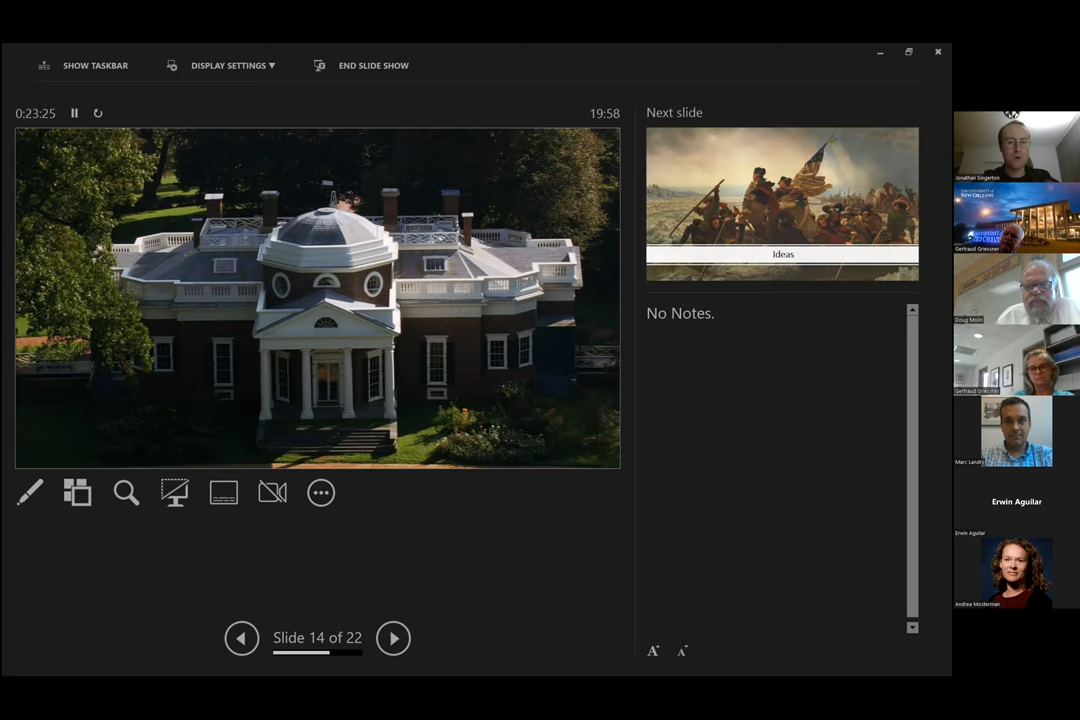 SHOW TASKBAR
DISPLAY SETTINGS ▼
END SLIDE SHOW
0:23:25
19:58
Next slide
Ideas
No Notes.
Slide 14 of 22
A
A
Jonathan Singerton
THE UNIVERSITY of
NEW ORLEANS
Gertraud Griessner
Doug Molin
Gertraud Griessner
Marc Landry
Erwin Aguilar
Erwin Aguilar
Andrea Mosterman